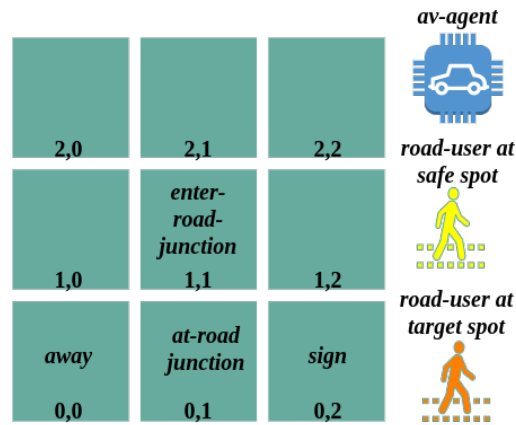 av-agent
2,0
2,1
2,2
road-user at
safe spot
enter-
road-
junction
1,0
1,1
1,2
road-user at
target spot
away
at-road
junction
sign
0,0
0,1
0,2